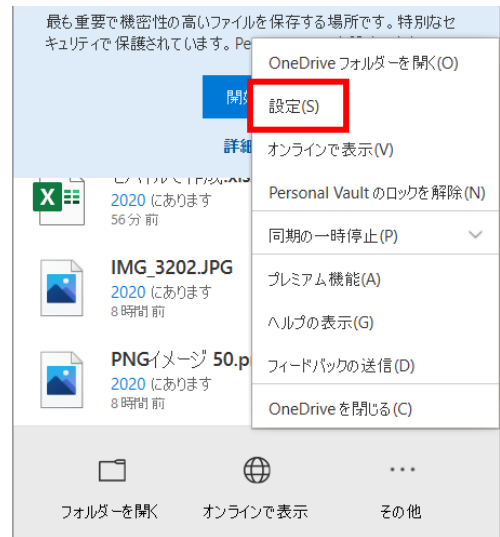 最も重要で機密性の高いファイルを保存する場所です。特別なセ
キュリティで保護されています。Pe
開
詳細
2020 にあります
56 分前
IMG_3202.JPG
2020 にあります
8 時間前
PNGイメージ 50.p
2020 にあります
8 時間前
OneDrive フォルダーを開く(O)
設定(S)
オンラインで表示(V)
Personal Vault のロックを解除(N)
同期の一時停止(P)
プレミアム機能(A)
ヘルプの表示(G)
フィードバックの送信(D)
OneDrive を閉じる(C)
フォルダーを開く
オンラインで表示
その他